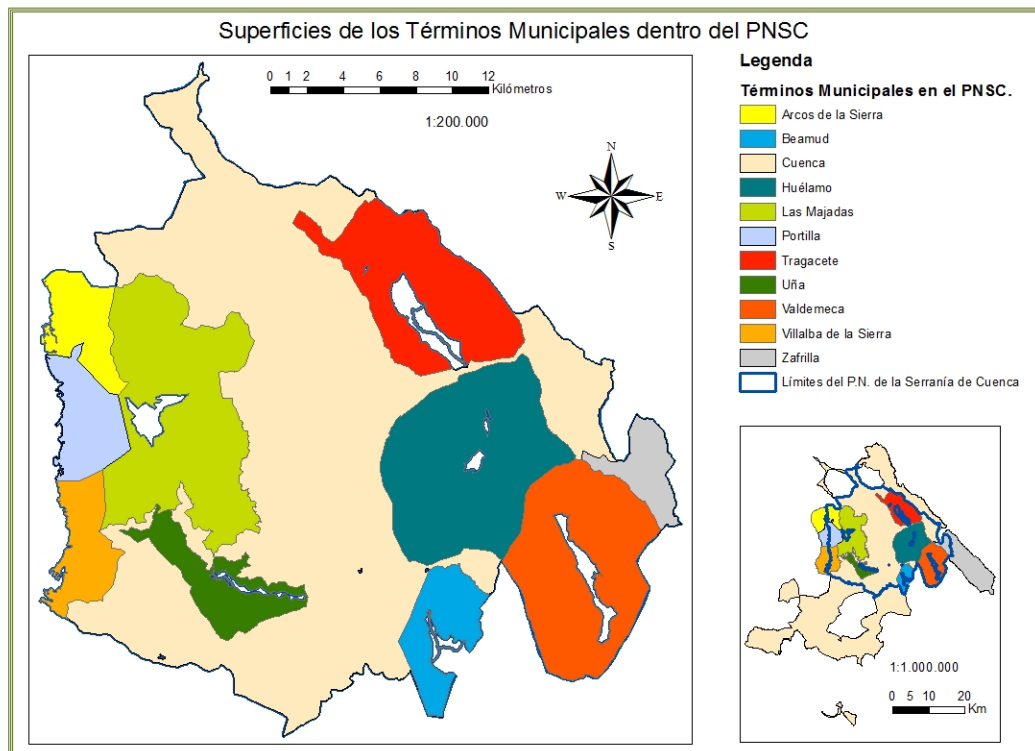 Superficies de los Términos Municipales dentro del PNSC
0 1 2 4 6 8 10 12
Kilómetros
1:200.000
N
W E
S
Legenda
Términos Municipales en el PNSC.
Arcos de la Sierra
Beamud
Cuenca
Huélamo
Las Majadas
Portilla
Tragacete
Uña
Valdemeca
Villalba de la Sierra
Zafrilla
Límites del P.N. de la Serranía de Cuenca
1:1.000.000
0 5 10 20
Km